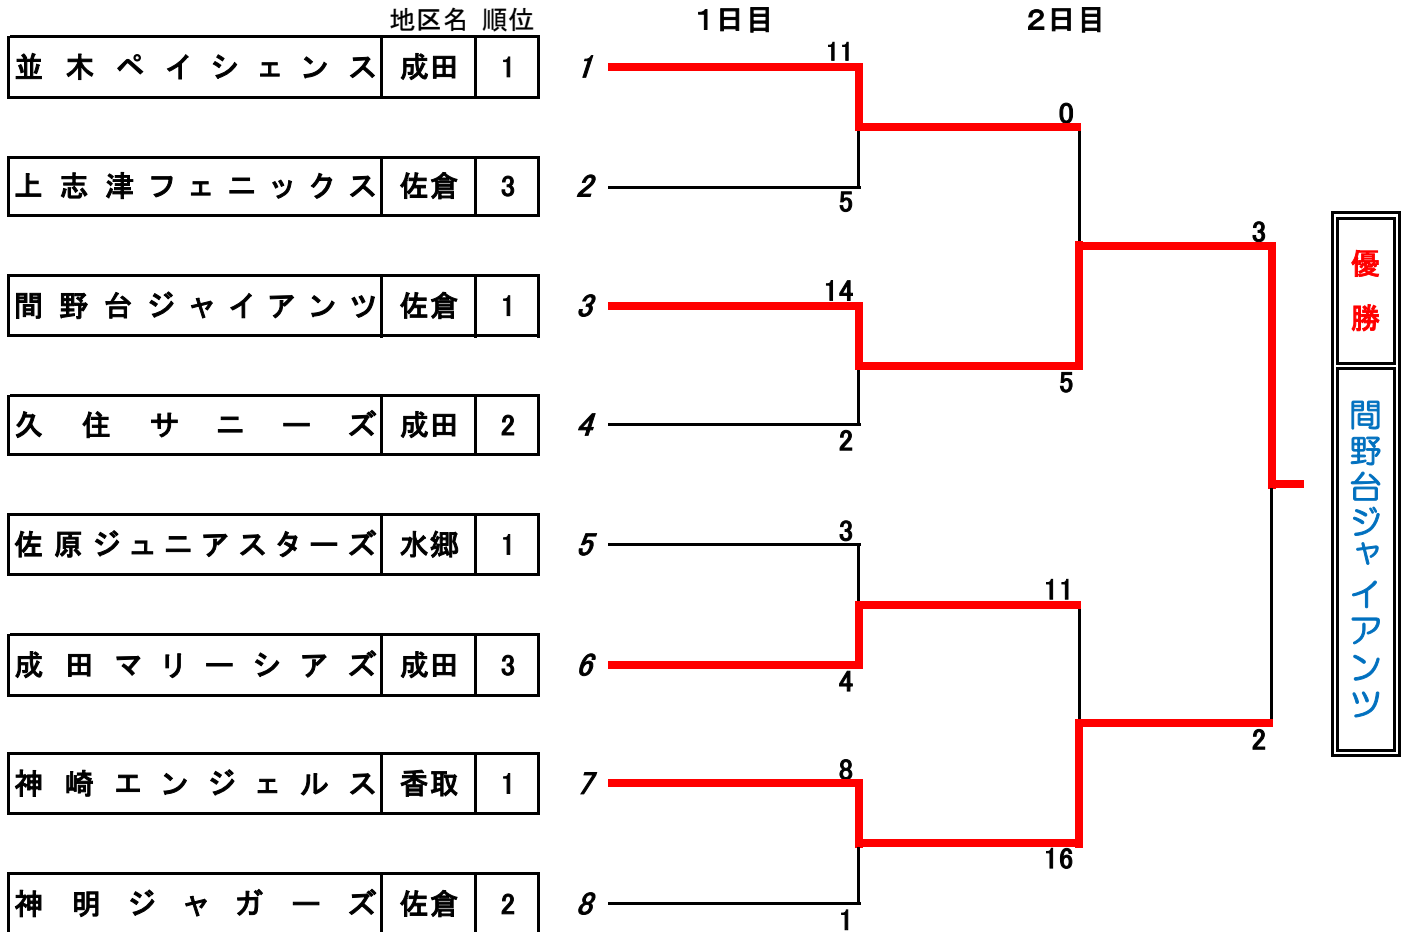 地区名 順位 1日目 2日目
並木ペイシェンス 成田 1 1 11
0
上志津フェニックス 佐倉 3 2 5
3
間野台ジャイアンツ 佐倉 1 3 14
5
久住サニーズ 成田 2 4 2
佐原ジュニアスターズ 水郷 1 5 3
11
成田マリーシアズ 成田 3 6 4
2
神崎エンジェルス 香取 1 7 8
16
神明ジャガーズ 佐倉 2 8 1
優勝
間野台ジャイアンツ